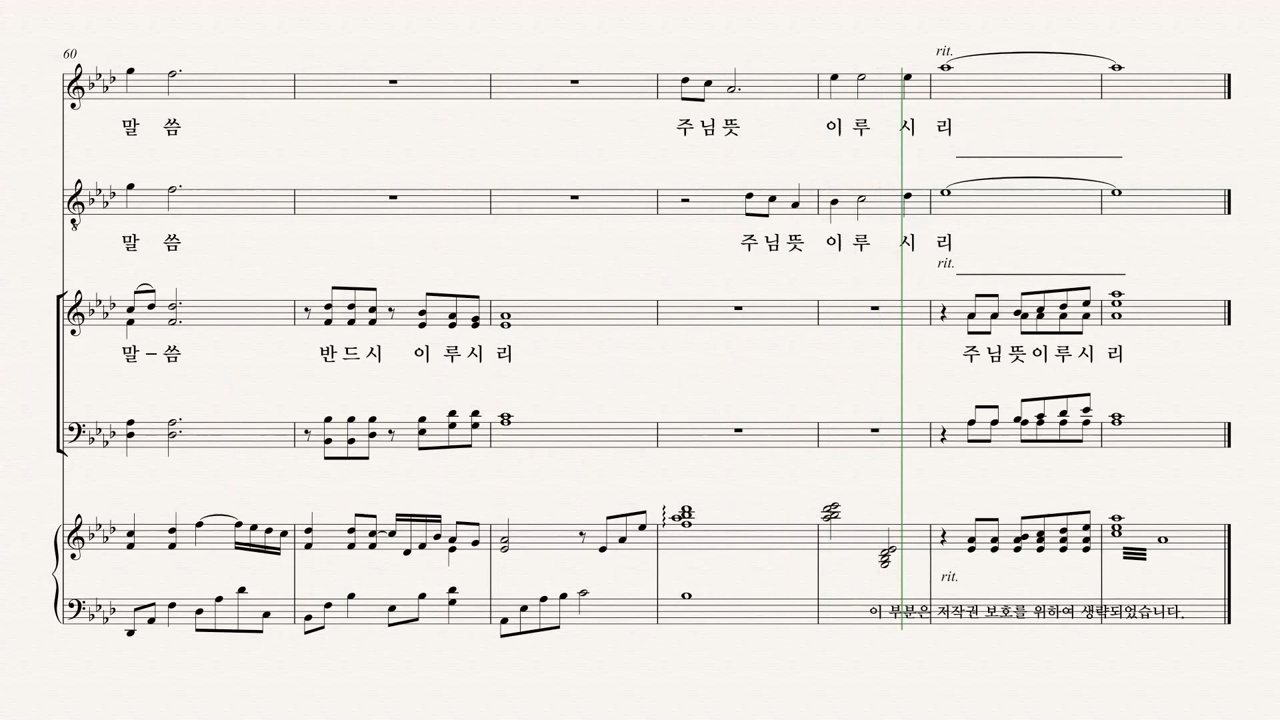 60
rit.
말 씀 주 님 뜻 이 루 시 리
말 씀 주 님 뜻 이 루 시 리
rit.
말 – 씀 반 드 시 이 루 시 리 주 님 뜻 이 루 시 리
rit.
이 부분은 저작권 보호를 위하여 생략되었습니다.